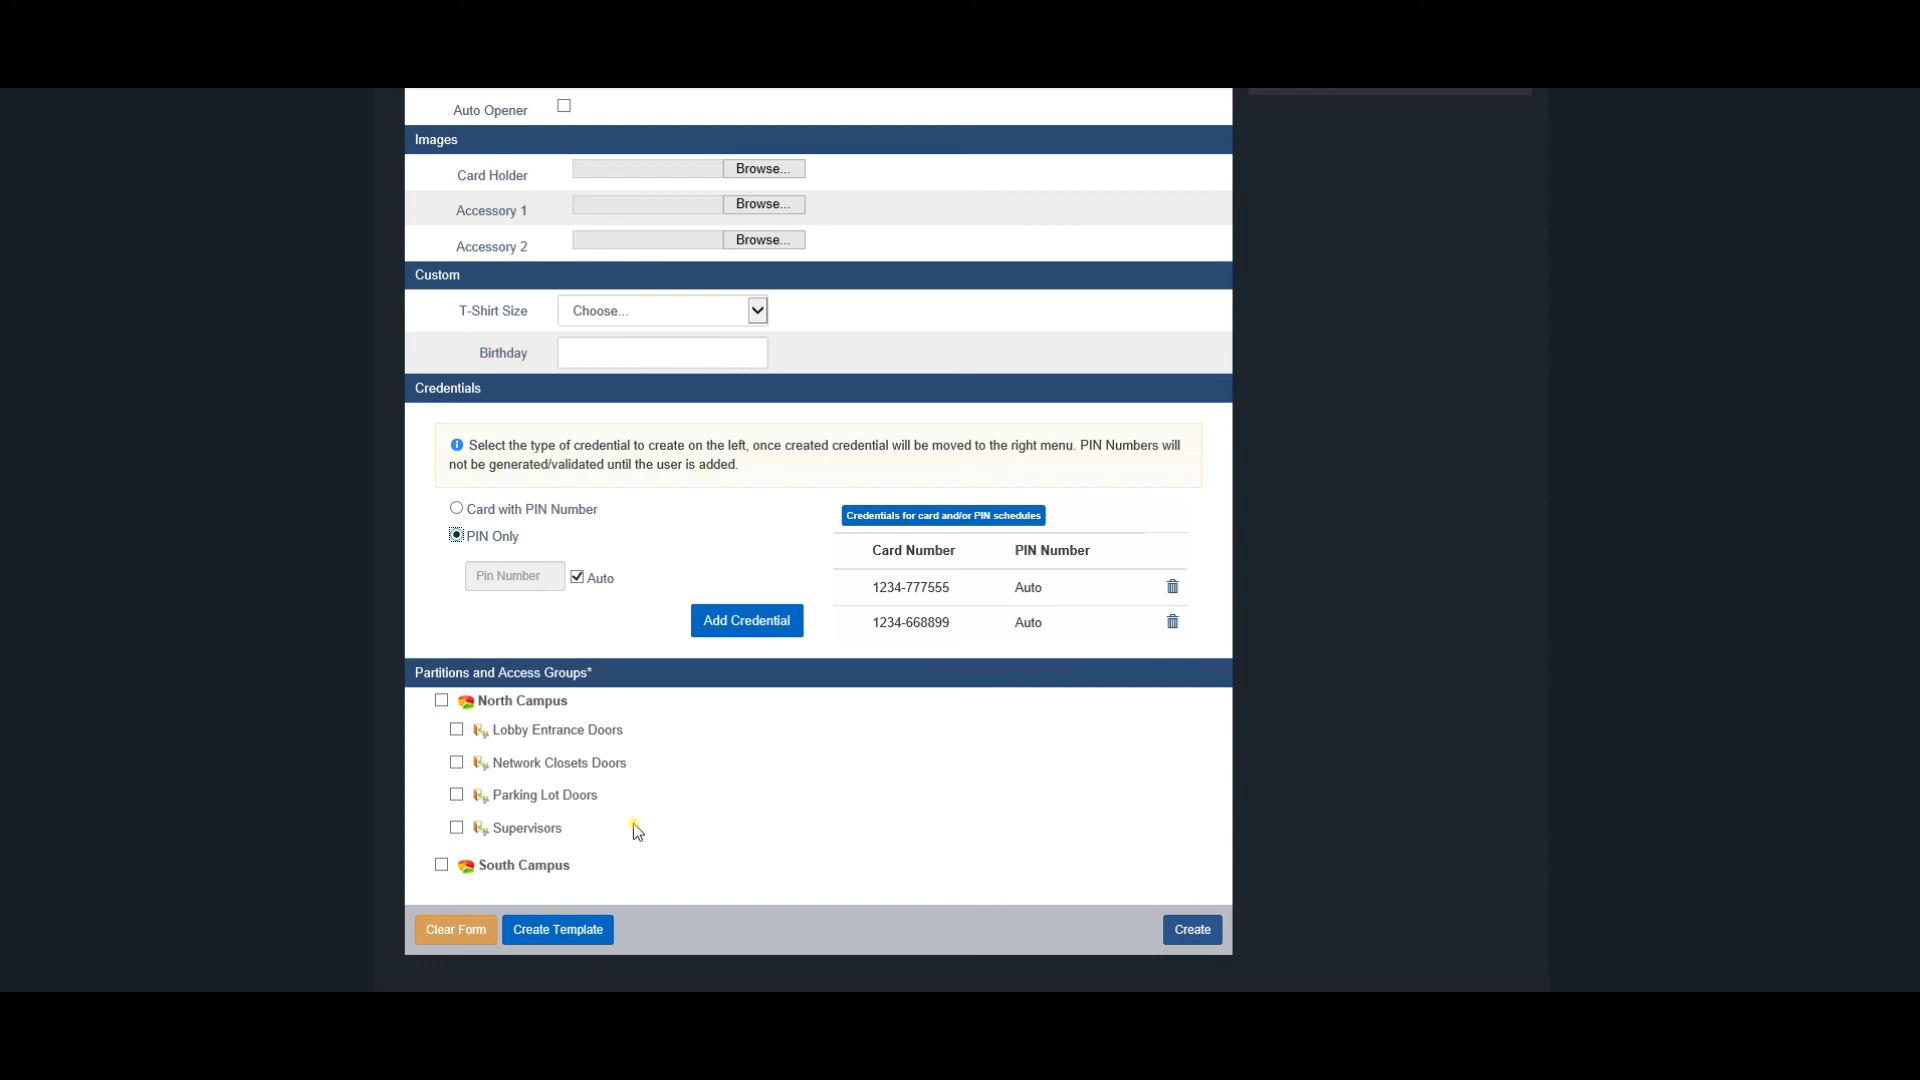 Auto Opener
Images
Card Holder Browse...
Accessory 1 Browse...
Accessory 2 Browse...
Custom
T-Shirt Size Choose...
Birthday
Credentials
Select the type of credential to create on the left, once created credential will be moved to the right menu. PIN Numbers will
not be generated/validated until the user is added.
Card with PIN Number
PIN Only
Pin Number Auto
Add Credential
Credentials for card and/or PIN schedules
Card Number PIN Number
1234-777555 Auto
1234-668899 Auto
Partitions and Access Groups*
North Campus
Lobby Entrance Doors
Network Closets Doors
Parking Lot Doors
Supervisors
South Campus
Clear Form Create Template Create